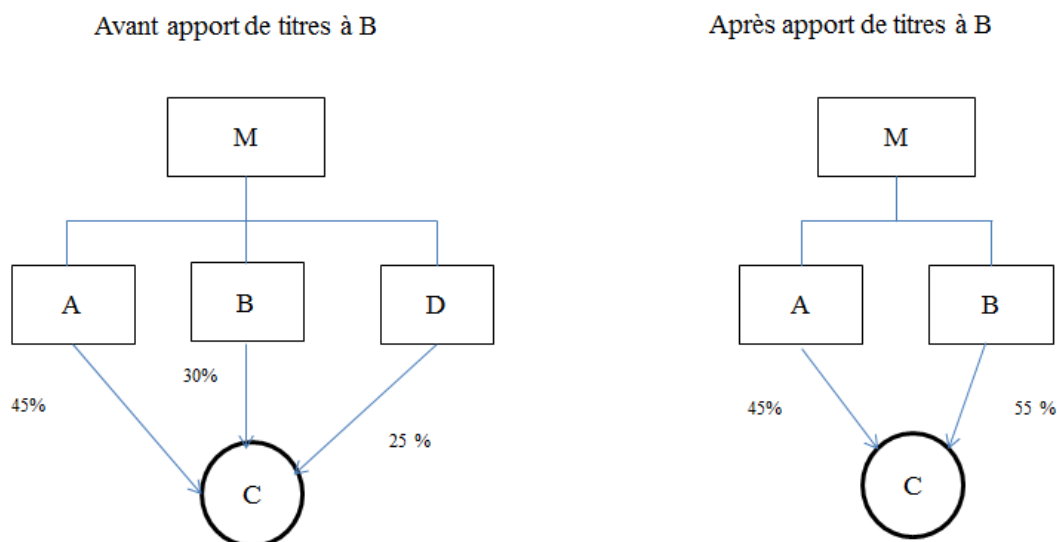 Avant apport de titres à B
Après apport de titres à B
M
M
A
B
D
A
B
45%
30%
25 %
45%
55 %
C
C